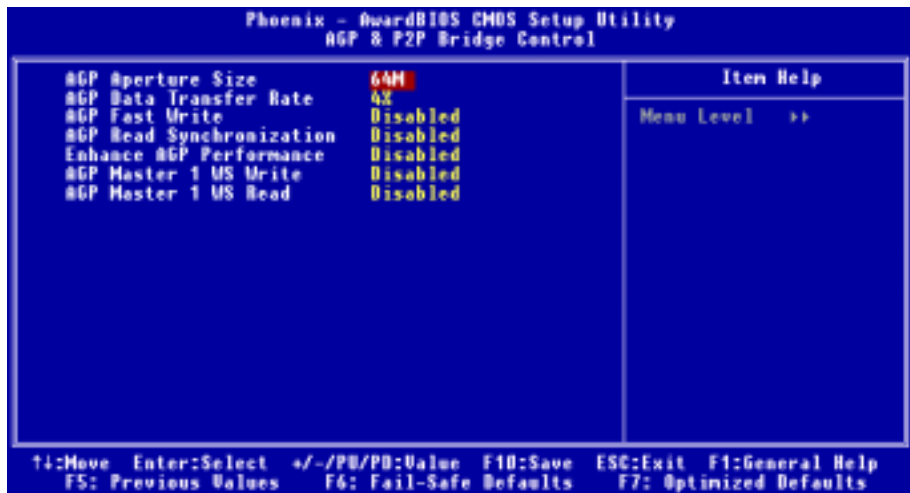 Phoenix - AwardBIOS CMOS Setup Utility
AGP & P2P Bridge Control
AGP Aperture Size 64M
AGP Data Transfer Rate 4X
AGP Fast Write Disabled
AGP Read Synchronization Disabled
Enhance AGP Performance Disabled
AGP Master 1 WS Write Disabled
AGP Master 1 WS Read Disabled
Item Help
Menu Level ▸▸
↑↓:Move Enter:Select +/-/PU/PD:Value F10:Save ESC:Exit F1:General Help
F5: Previous Values F6: Fail-Safe Defaults F7: Optimized Defaults